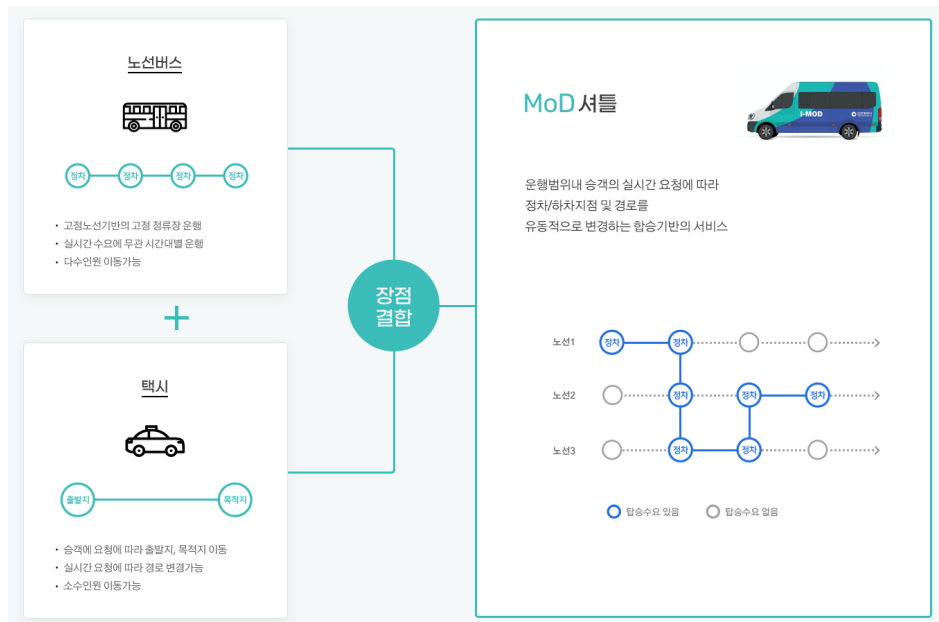 노선버스
정차 정차 정차 정차
• 고정노선기반의 고정 정류장 운행
• 실시간 수요에 무관 시간대별 운행
• 다수인원 이동가능
+
택시
출발지 목적지
• 승객에 요청에 따라 출발지, 목적지 이동
• 실시간 요청에 따라 경로 변경가능
• 소수인원 이동가능
장점
결합
MoD 셔틀
I-MOD
운행범위내 승객의 실시간 요청에 따라
정차/하차지점 및 경로를
유동적으로 변경하는 합승기반의 서비스
노선1 정차 정차
노선2 정차 정차 정차
노선3 정차 정차
탑승수요 있음 탑승수요 없음